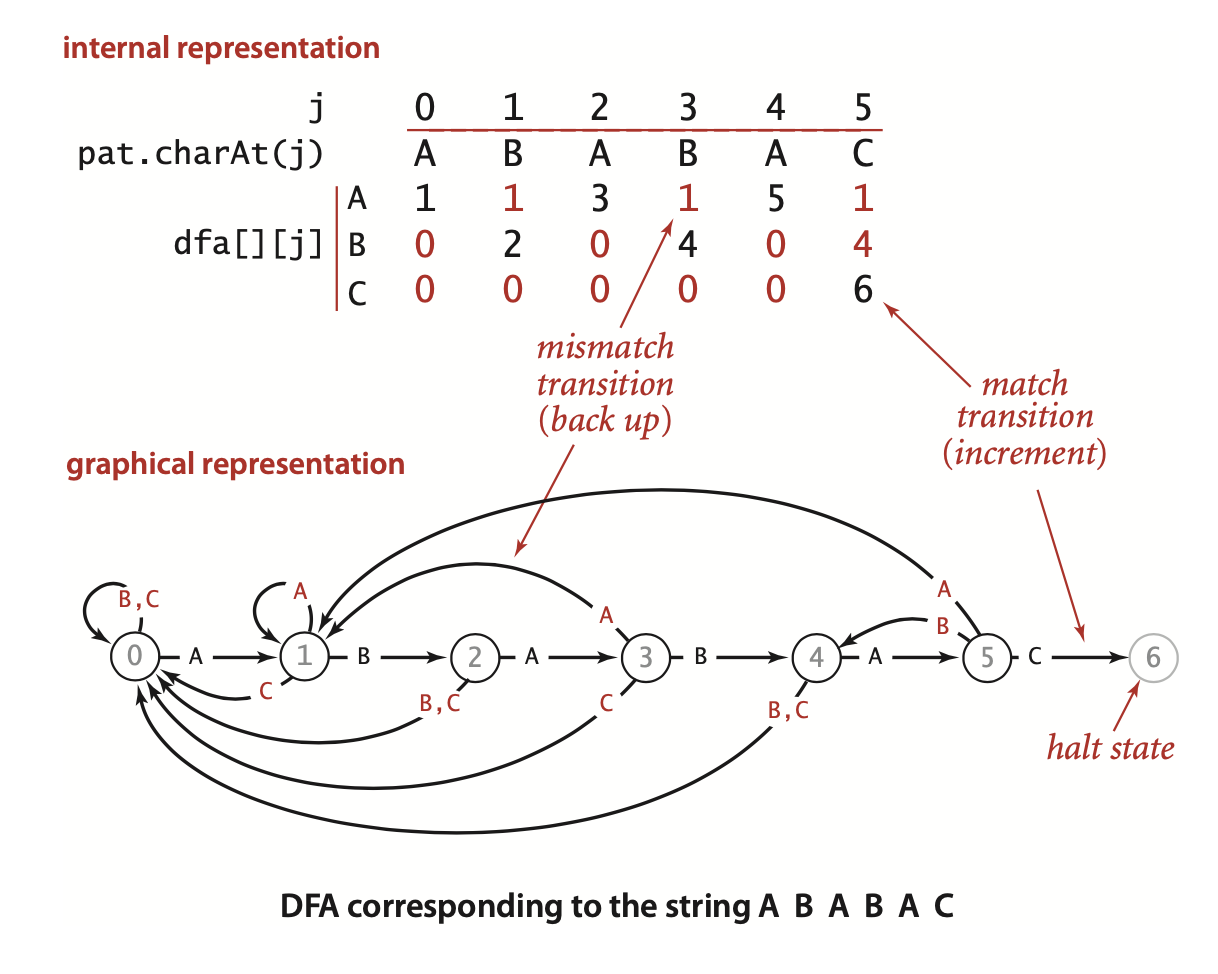 internal representation
j 0 1 2 3 4 5
pat.charAt(j) A B A B A C
A 1 1 3 1 5 1
dfa[][j] B 0 2 0 4 0 4
C 0 0 0 0 0 6
mismatch
transition
(back up)
match
transition
(increment)
graphical representation
B,C A A A B
0 A 1 B 2 A 3 B 4 A 5 C 6
C B,C C B,C
halt state
DFA corresponding to the string A B A B A C